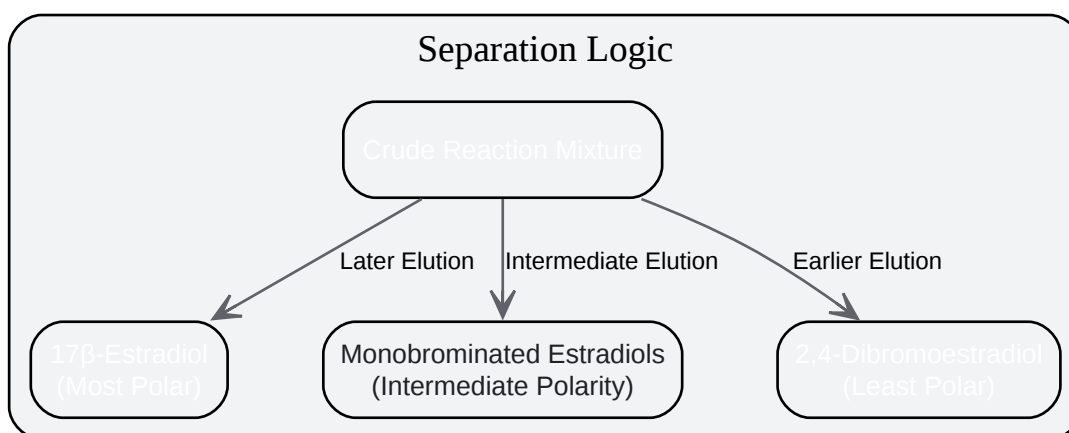 Separation Logic
Crude Reaction Mixture
Later Elution
Intermediate Elution
Earlier Elution
17β-Estradiol
(Most Polar)
Monobrominated Estradiols
(Intermediate Polarity)
2,4-Dibromoestradiol
(Least Polar)